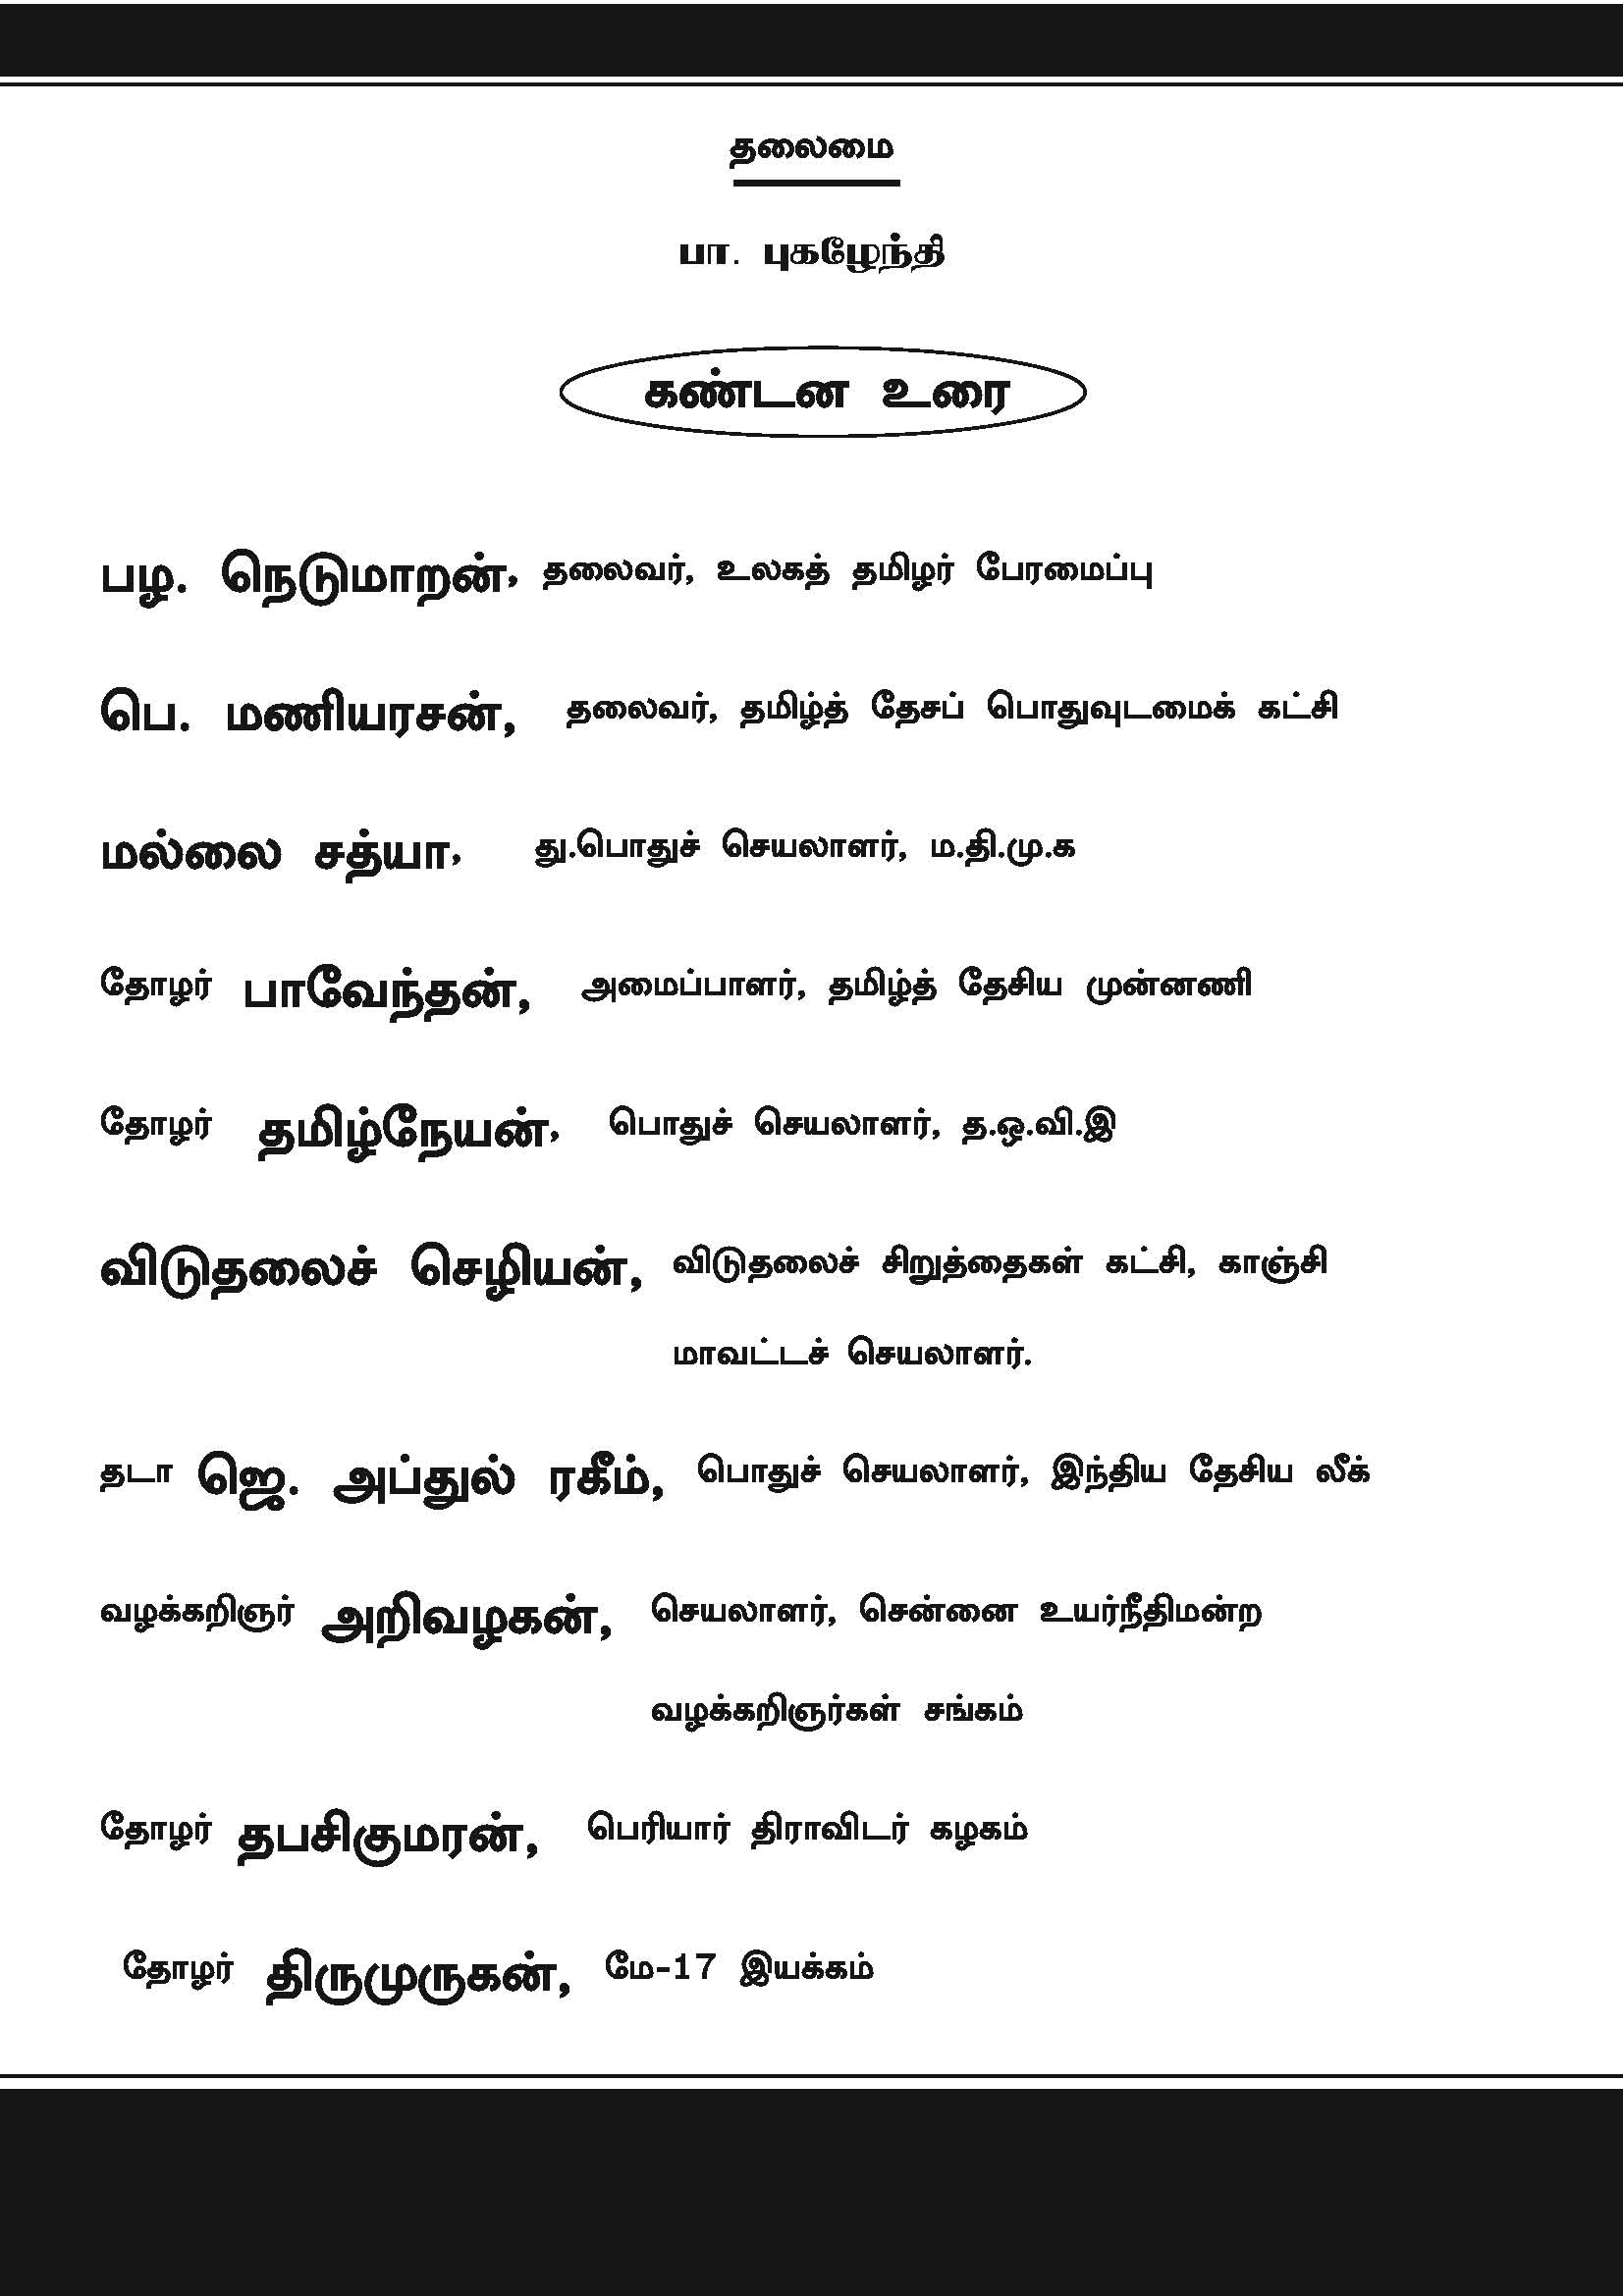 தலைமை
பா. புகழேந்தி
கண்டன உரை
பழ. நெடுமாறன், தலைவர், உலகத் தமிழர் பேரமைப்பு
பெ. மணியரசன், தலைவர், தமிழ்த் தேசப் பொதுவுடமைக் கட்சி
மல்லை சத்யா, து.பொதுச் செயலாளர், ம.தி.மு.க
தோழர் பாவேந்தன், அமைப்பாளர், தமிழ்த் தேசிய முன்னணி
தோழர் தமிழ்நேயன், பொதுச் செயலாளர், த.ஒ.வி.இ
விடுதலைச் செழியன், விடுதலைச் சிறுத்தைகள் கட்சி, காஞ்சி
மாவட்டச் செயலாளர்.
தடா ஜெ. அப்துல் ரகீம், பொதுச் செயலாளர், இந்திய தேசிய லீக்
வழக்கறிஞர் அறிவழகன், செயலாளர், சென்னை உயர்நீதிமன்ற
வழக்கறிஞர்கள் சங்கம்
தோழர் தபசிகுமரன், பெரியார் திராவிடர் கழகம்
தோழர் திருமுருகன், மே-17 இயக்கம்